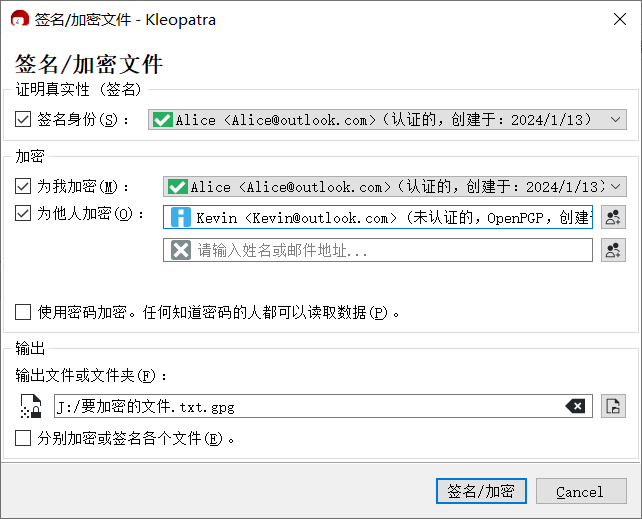 签名/加密文件 - Kleopatra
签名/加密文件
证明真实性（签名）
签名身份(S)：
Alice <Alice@outlook.com>（认证的，创建于：2024/1/13）
加密
为我加密(M)：
Alice <Alice@outlook.com>（认证的，创建于：2024/1/13）
为他人加密(O)：
Kevin <Kevin@outlook.com> (未认证的，OpenPGP，创建
请输入姓名或邮件地址...
使用密码加密。任何知道密码的人都可以读取数据(P)。
输出
输出文件或文件夹(F)：
J:/要加密的文件.txt.gpg
分别加密或签名各个文件(E)。
签名/加密
Cancel